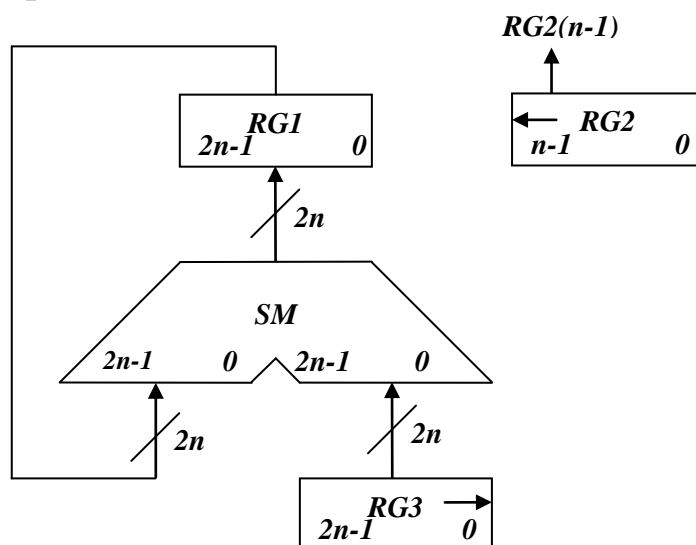 RG2(n-1)
RG1
2n-1 0
RG2
n-1 0
2n
SM
2n-1 0 2n-1 0
2n 2n
RG3
2n-1 0